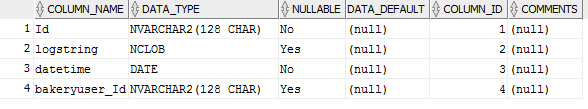 COLUMN_NAME DATA_TYPE NULLABLE DATA_DEFAULT COLUMN_ID COMMENTS
1 Id NVARCHAR2(128 CHAR) No (null) 1 (null)
2 logstring NCLOB Yes (null) 2 (null)
3 datetime DATE No (null) 3 (null)
4 bakeryuser_Id NVARCHAR2(128 CHAR) Yes (null) 4 (null)